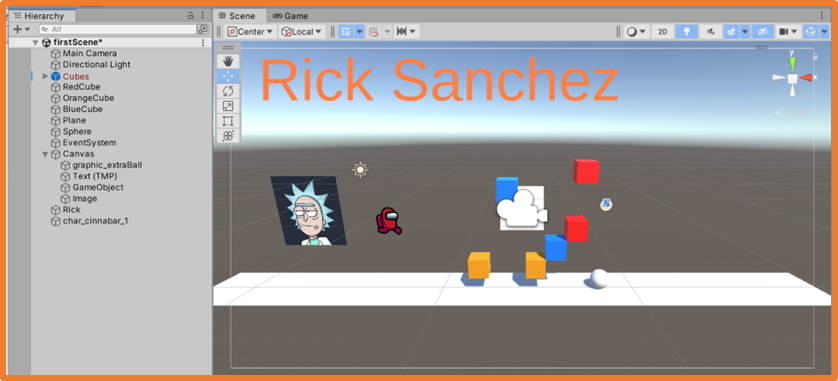 Hierarchy
All
firstScene*
Main Camera
Directional Light
Cubes
RedCube
OrangeCube
BlueCube
Plane
Sphere
EventSystem
Canvas
graphic_extraBall
Text (TMP)
GameObject
Image
Rick
char_cinnabar_1
Scene
Game
Center
Local
2D
Rick Sanchez
y
x